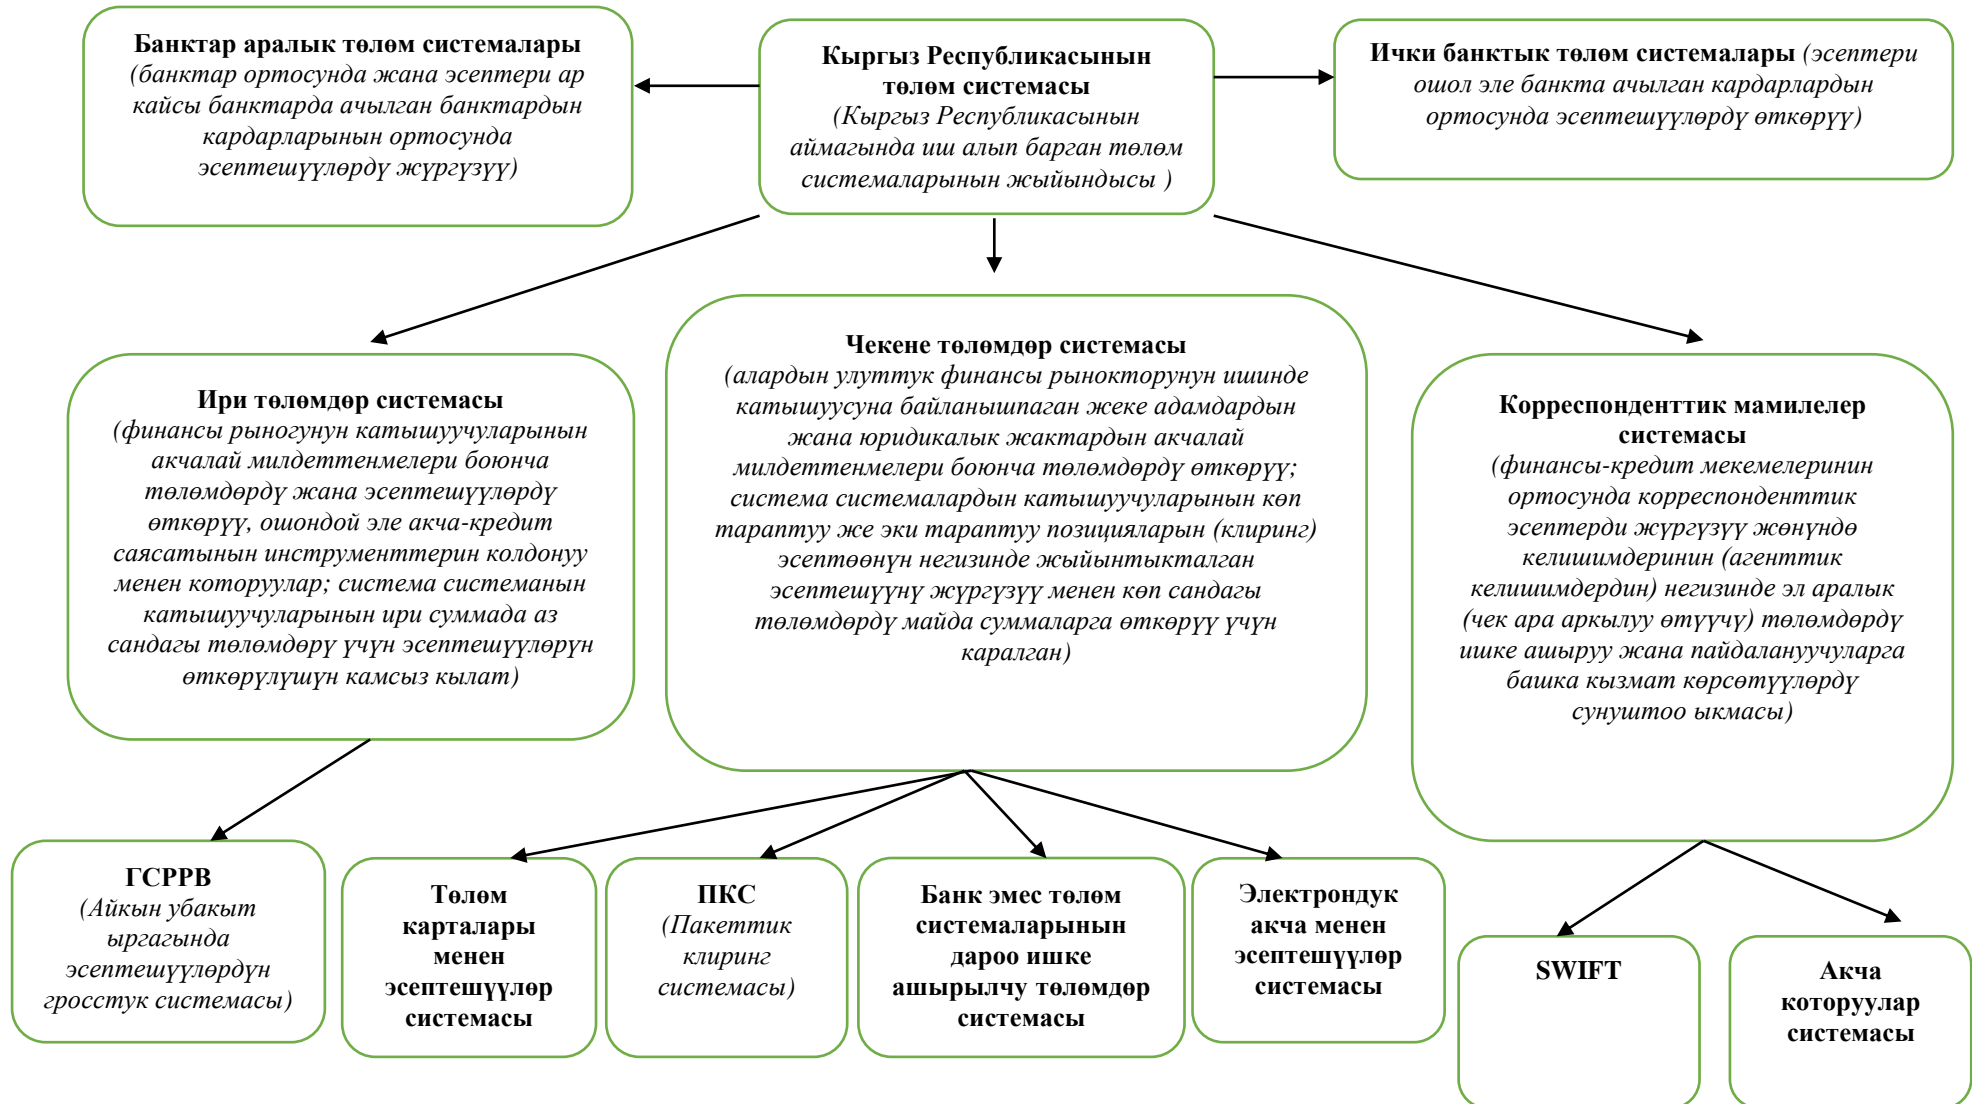 Банктар аралык төлөм системалары
(банктар ортосунда жана эсептери ар
кайсы банктарда ачылган банктардын
кардарларынын ортосунда
эсептешүүлөрдү жүргүзүү)
Кыргыз Республикасынын
төлөм системасы
(Кыргыз Республикасынын
аймагында иш алып барган төлөм
системаларынын жыйындысы )
Ички банктык төлөм системалары (эсептери
ошол эле банкта ачылган кардарлардын
ортосунда эсептешүүлөрдү өткөрүү)
Ири төлөмдөр системасы
(финансы рыногунун катышуучуларынын
акчалай милдеттенмелери боюнча
төлөмдөрдү жана эсептешүүлөрдү
өткөрүү, ошондой эле акча-кредит
саясатынын инструменттерин колдонуу
менен которуулар; система системанын
катышуучуларынын ири суммада аз
сандагы төлөмдөрү үчүн эсептешүүлөрүн
өткөрүлүшүн камсыз кылат)
Чекене төлөмдөр системасы
(алардын улуттук финансы рынокторунун ишинде
катышуусуна байланышпаган жеке адамдардын
жана юридикалык жактардын акчалай
милдеттенмелери боюнча төлөмдөрдү өткөрүү;
система системалардын катышуучуларынын көп
тараптуу же эки тараптуу позицияларын (клиринг)
эсептөөнүн негизинде жыйынтыкталган
эсептешүүнү жүргүзүү менен көп сандагы
төлөмдөрдү майда суммаларга өткөрүү үчүн
каралган)
Корреспонденттик мамилелер
системасы
(финансы-кредит мекемелеринин
ортосунда корреспонденттик
эсептерди жүргүзүү жөнүндө
келишимдеринин (агенттик
келишимдердин) негизинде эл аралык
(чек ара аркылуу өтүүчү) төлөмдөрдү
ишке ашыруу жана пайдалануучуларга
башка кызмат көрсөтүүлөрдү
сунуштоо ыкмасы)
ГСРРВ
(Айкын убакыт
ыргагында
эсептешүүлөрдүн
гросстук системасы)
Төлөм
карталары
менен
эсептешүүлөр
системасы
ПКС
(Пакеттик
клиринг
системасы)
Банк эмес төлөм
системаларынын
дароо ишке
ашырылчу төлөмдөр
системасы
Электрондук
акча менен
эсептешүүлөр
системасы
SWIFT
Акча
которуулар
системасы